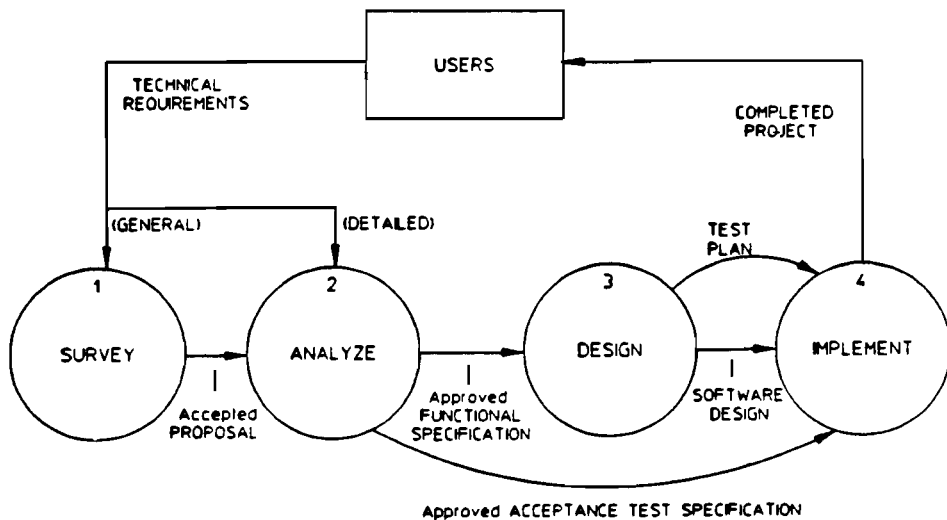 USERS
TECHNICAL
REQUIREMENTS
COMPLETED
PROJECT
(GENERAL)
(DETAILED)
TEST
PLAN
1
SURVEY
2
ANALYZE
3
DESIGN
4
IMPLEMENT
Accepted
PROPOSAL
Approved
FUNCTIONAL
SPECIFICATION
SOFTWARE
DESIGN
Approved ACCEPTANCE TEST SPECIFICATION